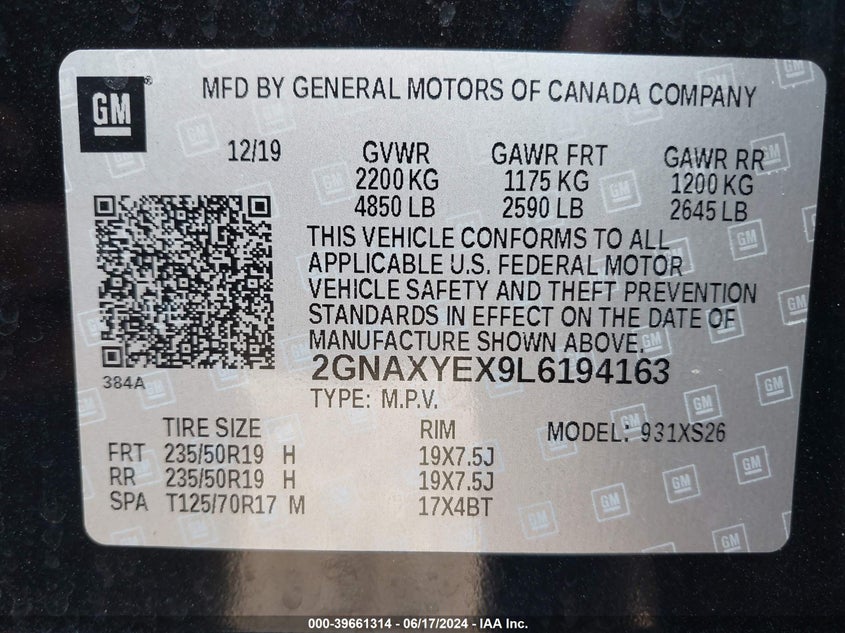 GM®
MFD BY GENERAL MOTORS OF CANADA COMPANY
12/19 GVWR GAWR FRT GAWR RR
2200 KG 1175 KG 1200 KG
4850 LB 2590 LB 2645 LB
THIS VEHICLE CONFORMS TO ALL
APPLICABLE U.S. FEDERAL MOTOR
VEHICLE SAFETY AND THEFT PREVENTION
STANDARDS IN EFFECT ON THE DATE OF
MANUFACTURE SHOWN ABOVE.
2GNAXYEX9L6194163
384A
TYPE: M.P.V.
TIRE SIZE RIM MODEL: 931XS26
FRT 235/50R19 H 19X7.5J
RR 235/50R19 H 19X7.5J
SPA T125/70R17 M 17X4BT
000-39661314 - 06/17/2024 - IAA Inc.